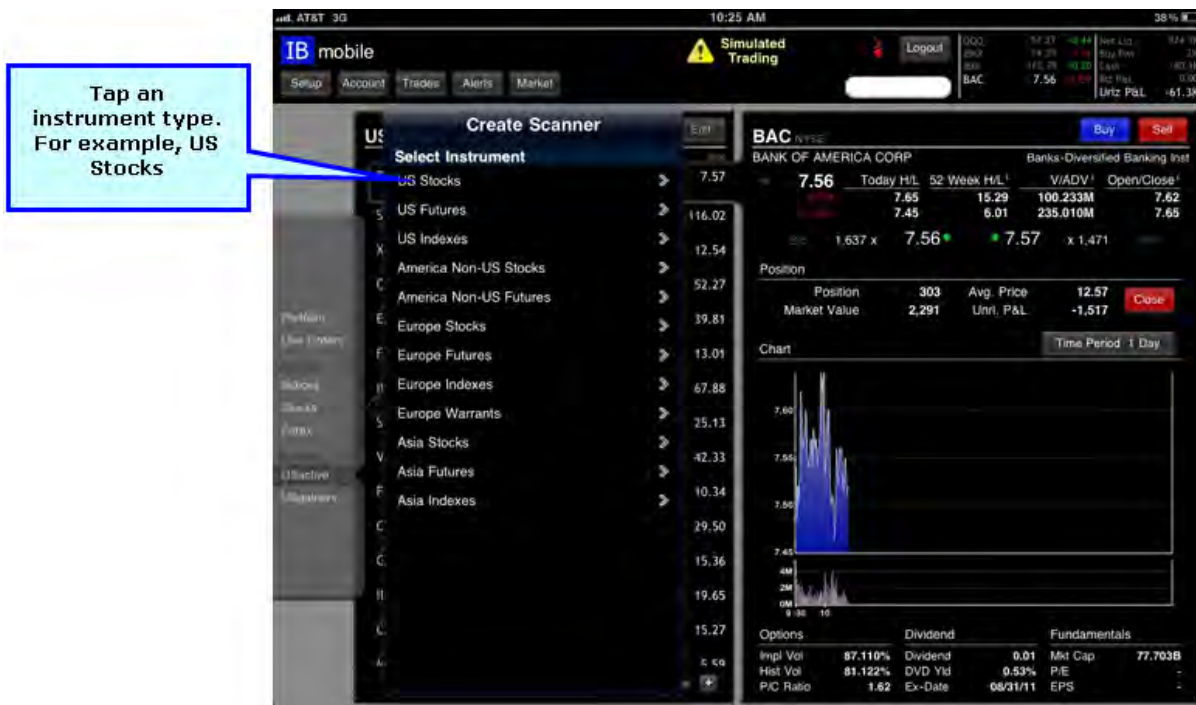 AT&T 3G
10:25 AM
38%
IB mobile
Simulated
Trading
Logout
BAC 7.56
Unlz P&L -61.3K
Setup Account Trades Alerts Market
Tap an
instrument type.
For example, US
Stocks
Create Scanner
Edit
Select Instrument
US Stocks
US Futures
US Indexes
America Non-US Stocks
America Non-US Futures
Europe Stocks
Europe Futures
Europe Indexes
Europe Warrants
Asia Stocks
Asia Futures
Asia Indexes
7.57
116.02
12.54
52.27
39.81
13.01
67.88
25.13
42.33
10.34
29.50
15.36
19.65
15.27
BAC NYSE
Buy Sell
BANK OF AMERICA CORP Banks-Diversified Banking Inst
7.56 Today H/L 52 Week H/L V/ADV Open/Close
7.65 15.29 100.233M 7.62
7.45 6.01 235.010M 7.65
1,637 x 7.56 7.57 x 1,471
Position
Position 303 Avg. Price 12.57
Market Value 2,291 Unrl. P&L -1,517
Close
Chart
Time Period 1 Day
7.60
7.55
7.50
7.45
4M
2M
0M
9:30 10
Options Dividend Fundamentals
Impl Vol 87.110% Dividend 0.01 Mkt Cap 77.703B
Hist Vol 81.122% DVD Yld 0.53% P/E -
P/C Ratio 1.62 Ex-Date 08/31/11 EPS -